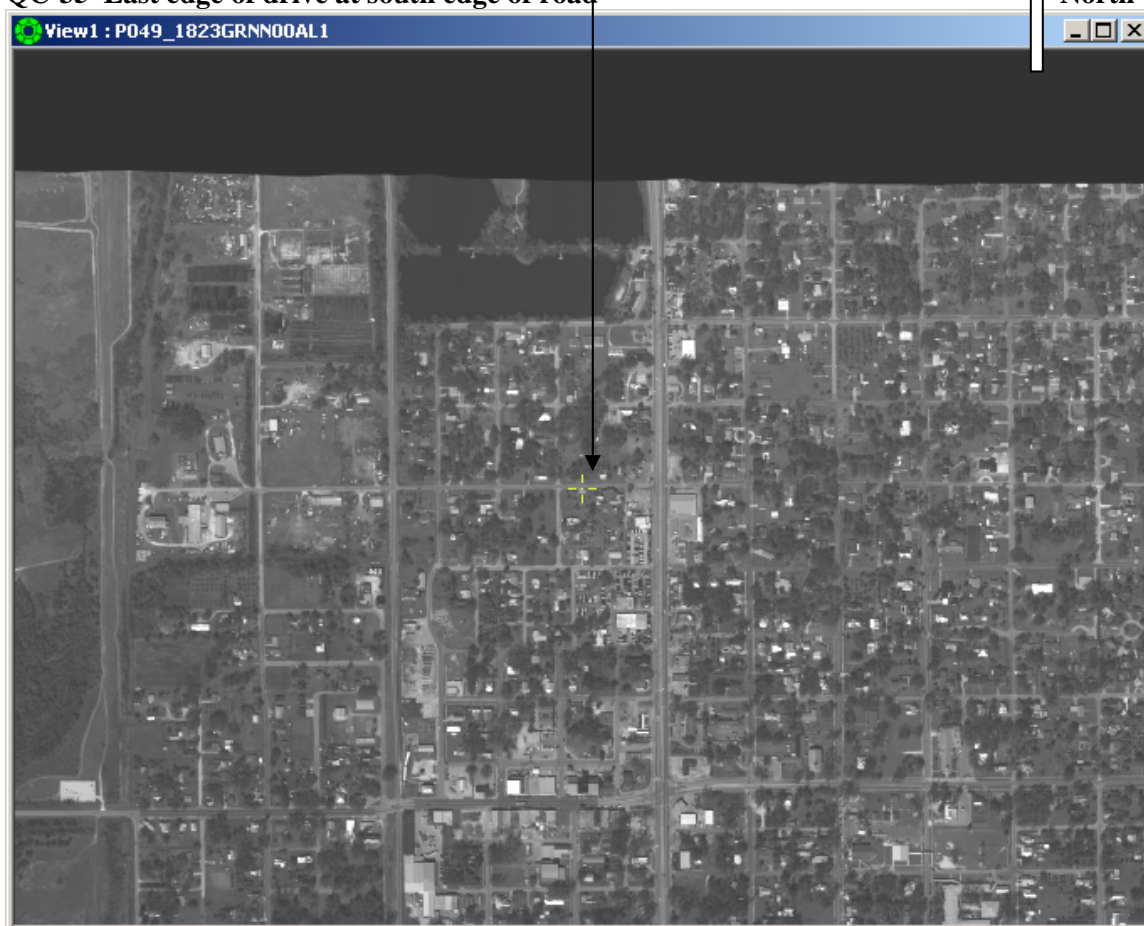 QC-35 East edge of drive at south edge of road
North
View1 : P049_1823GRNN00AL1